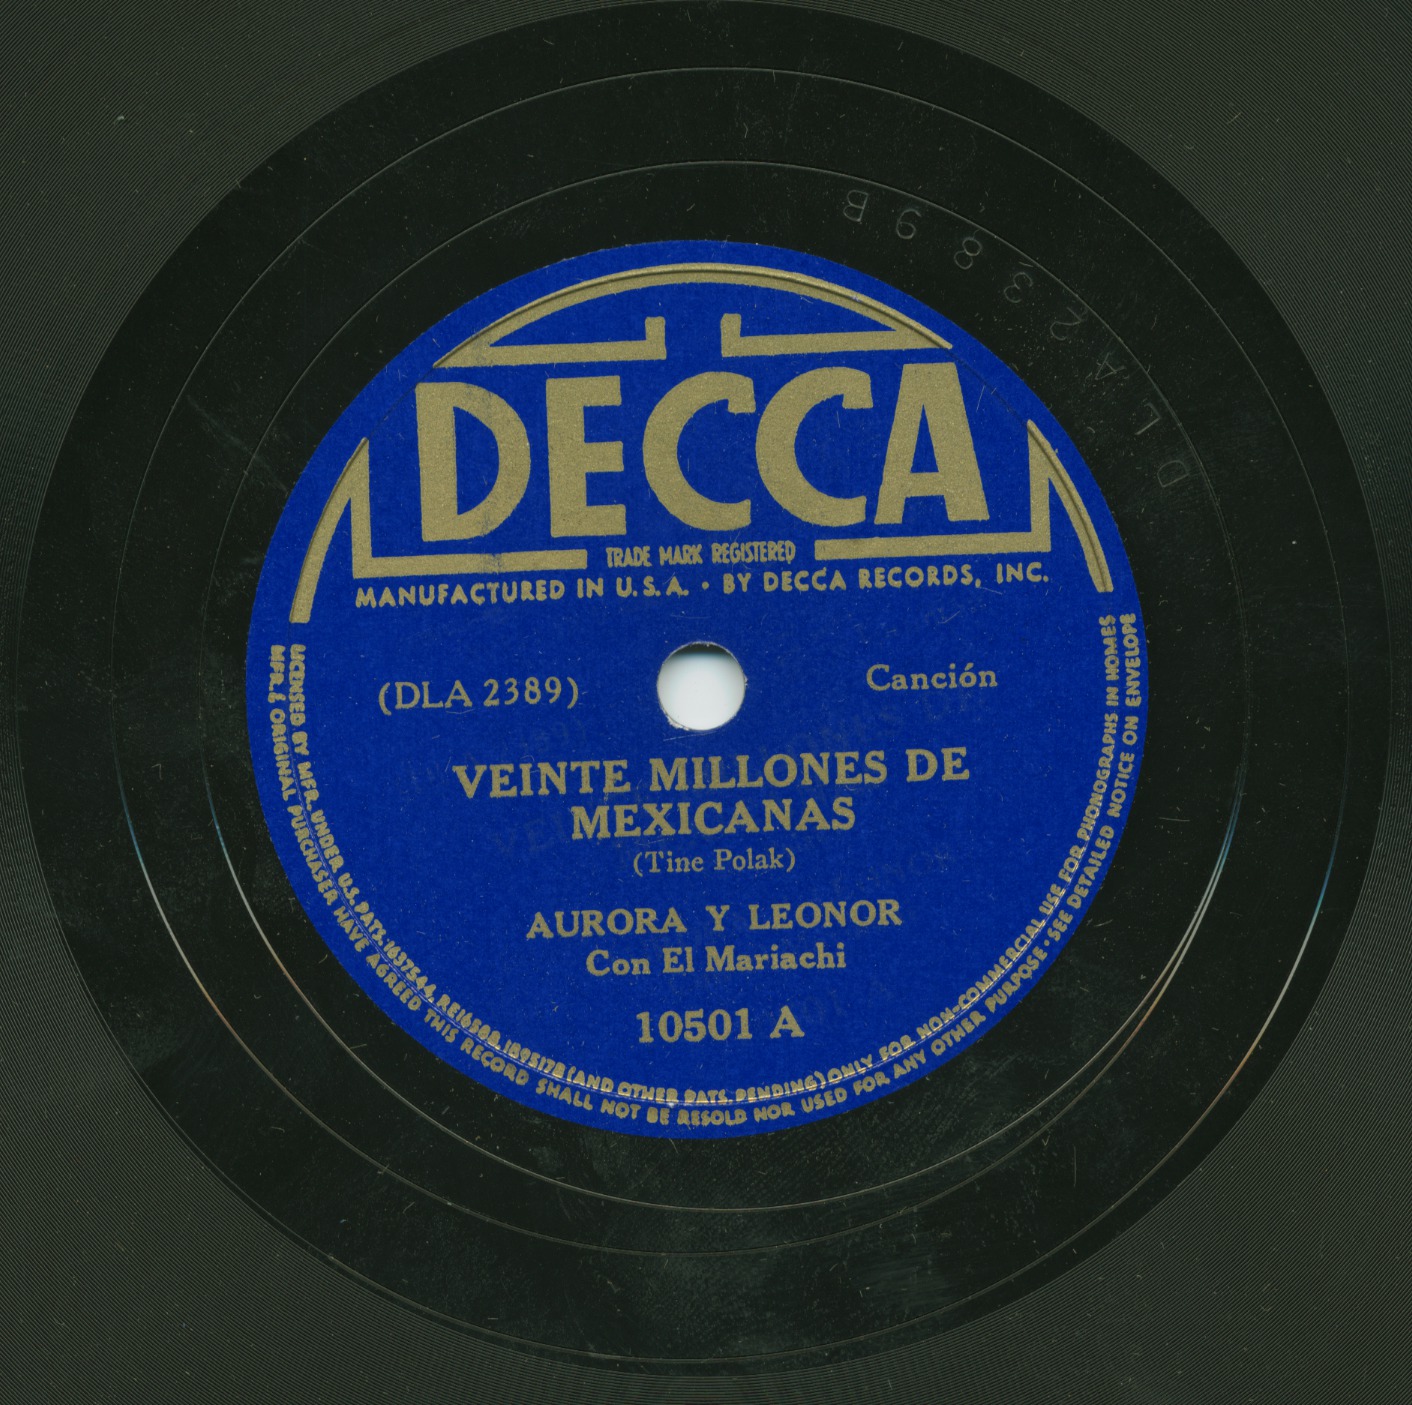 DECCA
TRADE MARK REGISTERED
MANUFACTURED IN U.S.A. · BY DECCA RECORDS, INC.
(DLA 2389)
Canción
VEINTE MILLONES DE
MEXICANAS
(Tine Polak)
AURORA Y LEONOR
Con El Mariachi
10501 A
LICENSED BY MFR. UNDER U.S. PATS. 1637544, RE16588, 1895178 (AND OTHER PATS. PENDING) ONLY FOR NON-COMMERCIAL USE FOR PHONOGRAPHS IN HOMES
MFR. & ORIGINAL PURCHASER HAVE AGREED THIS RECORD SHALL NOT BE RESOLD NOR USED FOR ANY OTHER PURPOSE · SEE DETAILED NOTICE ON ENVELOPE
DLA2389B